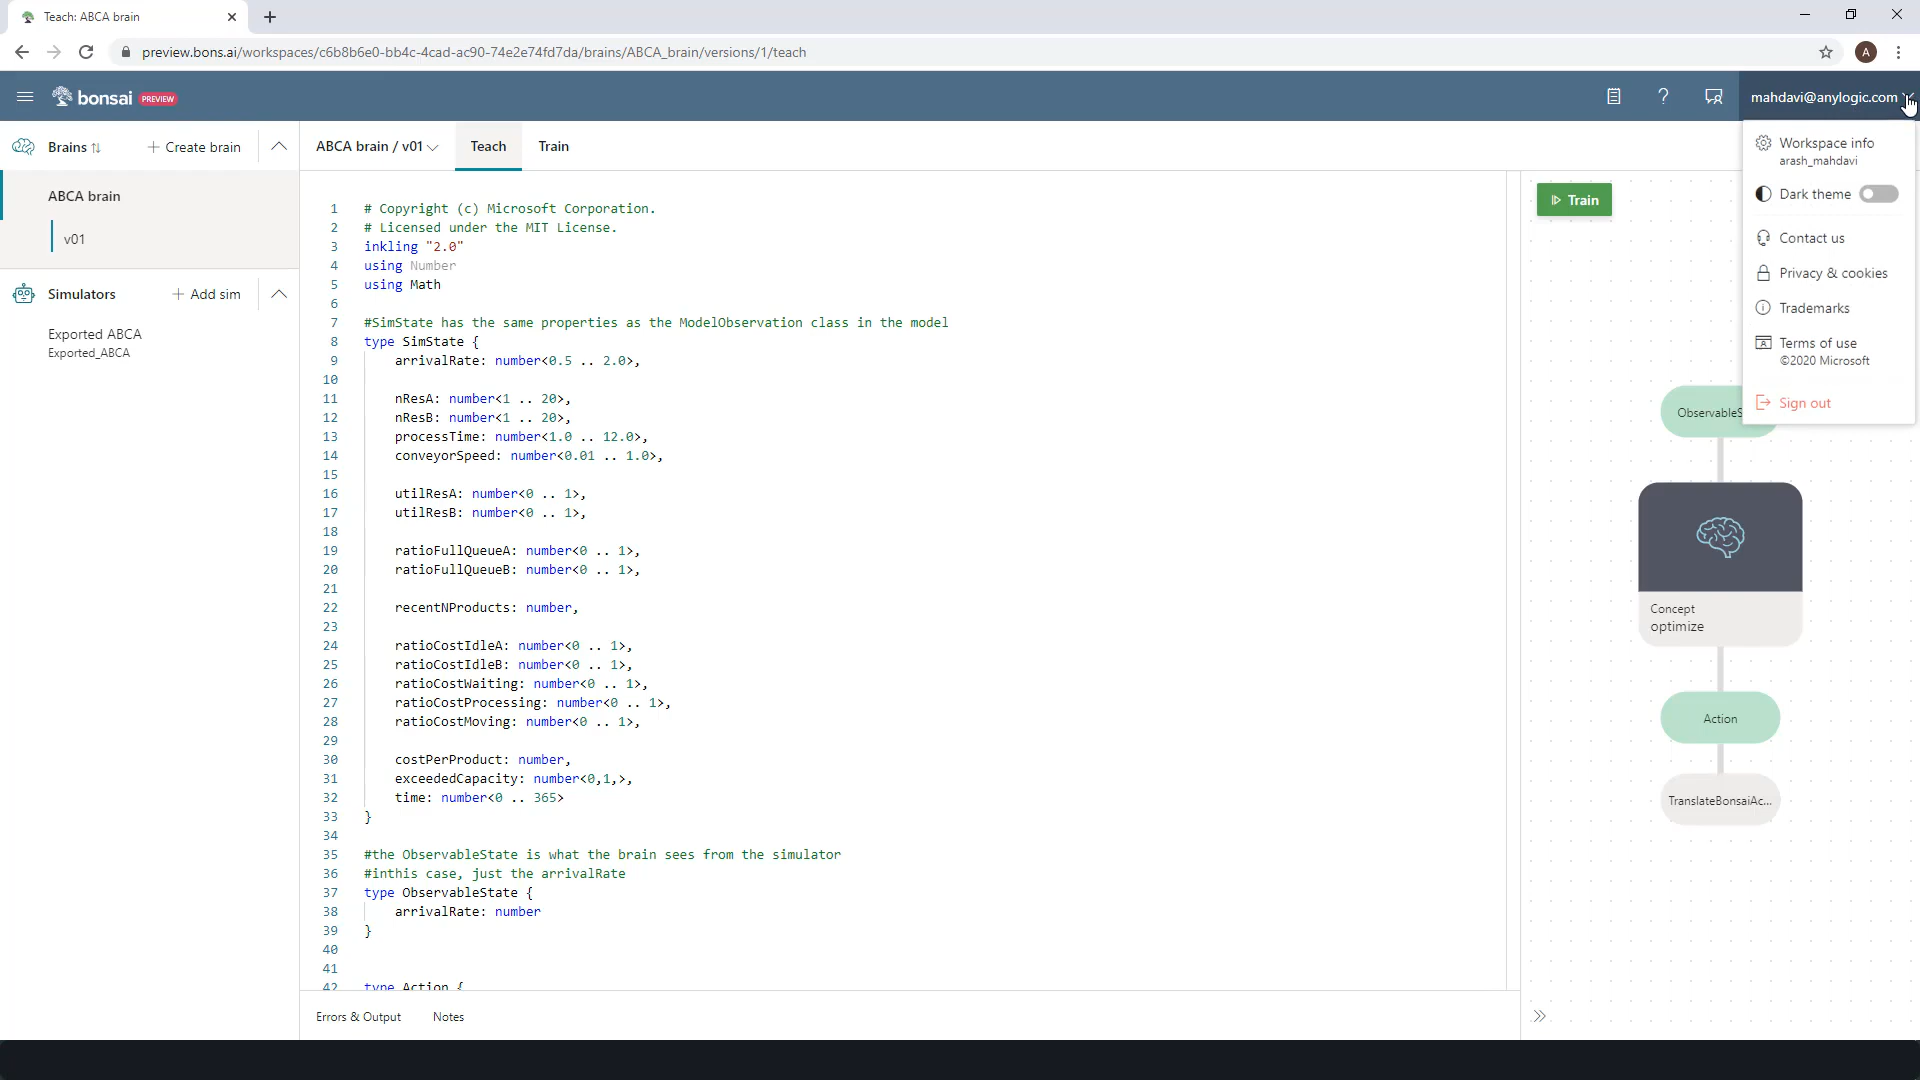 Teach: ABCA brain
preview.bons.ai/workspaces/c6b8b6e0-bb4c-4cad-ac90-74e2e74fd7da/brains/ABCA_brain/versions/1/teach
A
bonsai PREVIEW
?
mahdavi@anylogic.com
Brains
+ Create brain
ABCA brain / v01
Teach
Train
ABCA brain
v01
Simulators
+ Add sim
Exported ABCA
Exported_ABCA
1 # Copyright (c) Microsoft Corporation.
2 # Licensed under the MIT License.
3 inkling "2.0"
4 using Number
5 using Math
6
7 #SimState has the same properties as the ModelObservation class in the model
8 type SimState {
9 arrivalRate: number<0.5 .. 2.0>,
10
11 nResA: number<1 .. 20>,
12 nResB: number<1 .. 20>,
13 processTime: number<1.0 .. 12.0>,
14 conveyorSpeed: number<0.01 .. 1.0>,
15
16 utilResA: number<0 .. 1>,
17 utilResB: number<0 .. 1>,
18
19 ratioFullQueueA: number<0 .. 1>,
20 ratioFullQueueB: number<0 .. 1>,
21
22 recentNProducts: number,
23
24 ratioCostIdleA: number<0 .. 1>,
25 ratioCostIdleB: number<0 .. 1>,
26 ratioCostWaiting: number<0 .. 1>,
27 ratioCostProcessing: number<0 .. 1>,
28 ratioCostMoving: number<0 .. 1>,
29
30 costPerProduct: number,
31 exceededCapacity: number<0,1,>,
32 time: number<0 .. 365>
33 }
34
35 #the ObservableState is what the brain sees from the simulator
36 #inthis case, just the arrivalRate
37 type ObservableState {
38 arrivalRate: number
39 }
40
41
42 type Action {
Errors & Output
Notes
Train
Workspace info
arash_mahdavi
Dark theme
Contact us
Privacy & cookies
Trademarks
Terms of use
©2020 Microsoft
Sign out
ObservableS
Concept
optimize
Action
TranslateBonsaiAc...